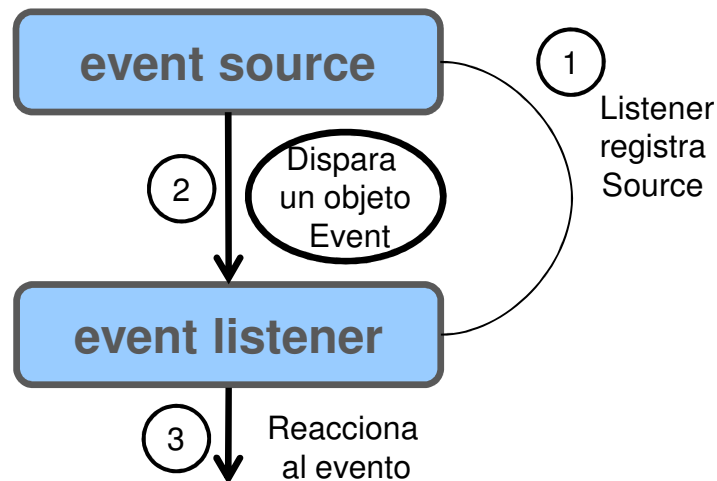 event source
1
Listener
registra
Source
2
Dispara
un objeto
Event
event listener
3
Reacciona
al evento